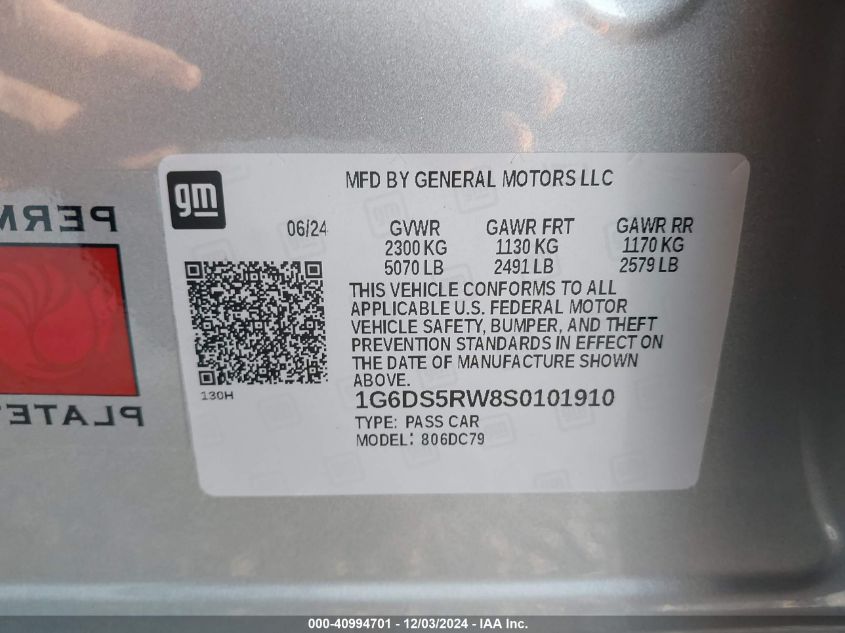 gm
MFD BY GENERAL MOTORS LLC
06/24 GVWR GAWR FRT GAWR RR
2300 KG 1130 KG 1170 KG
5070 LB 2491 LB 2579 LB
THIS VEHICLE CONFORMS TO ALL
APPLICABLE U.S. FEDERAL MOTOR
VEHICLE SAFETY, BUMPER, AND THEFT
PREVENTION STANDARDS IN EFFECT ON
THE DATE OF MANUFACTURE SHOWN
ABOVE.
130H
1G6DS5RW8S0101910
TYPE: PASS CAR
MODEL: 806DC79
PERM
PLATE
000-40994701 - 12/03/2024 - IAA Inc.